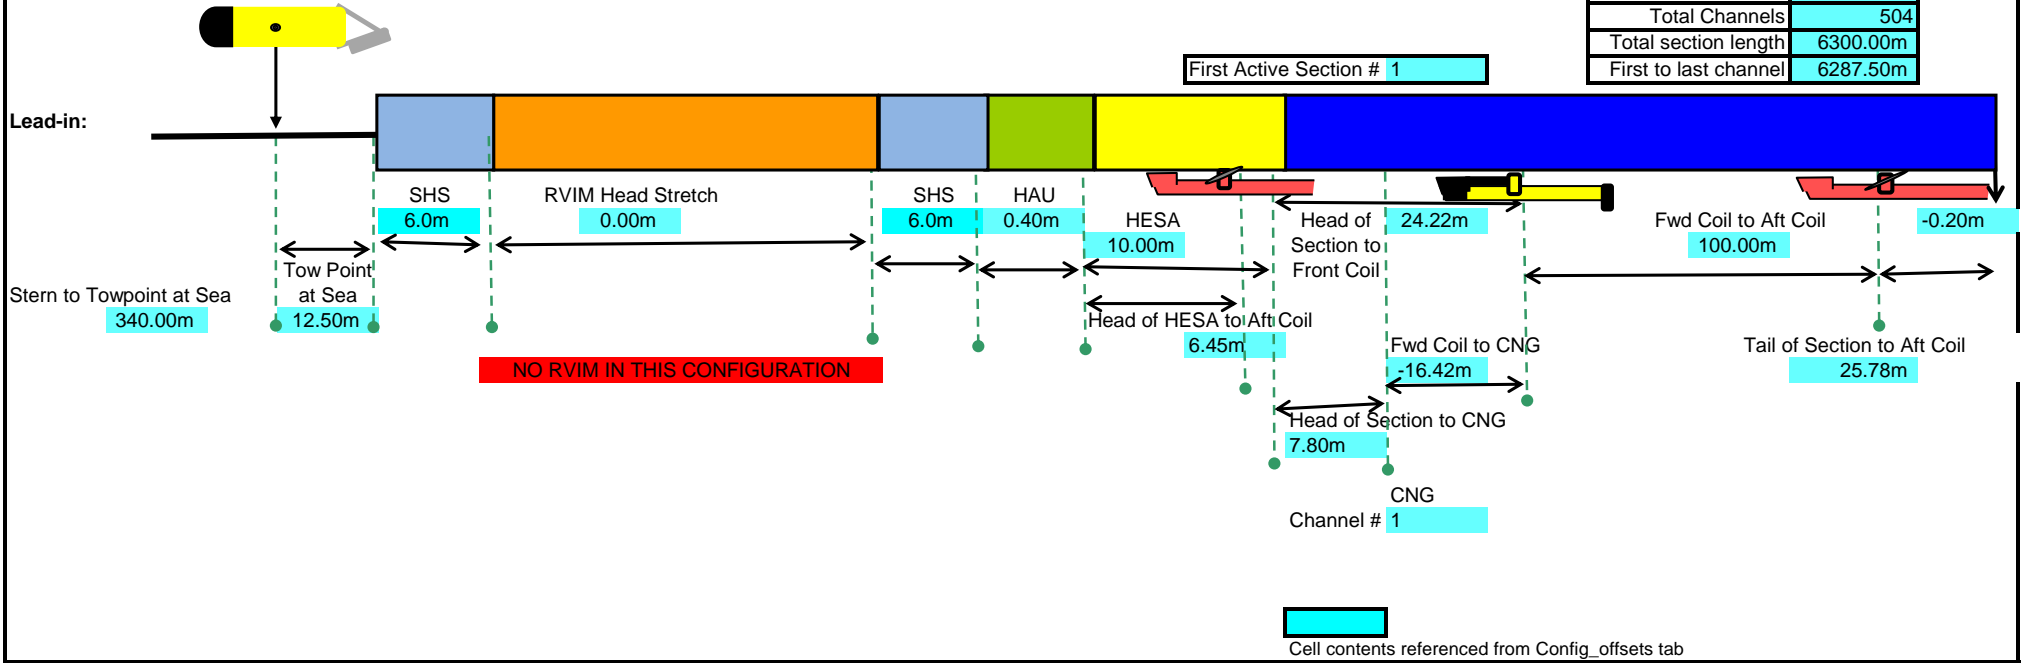 Total Channels 504
Total section length 6300.00m
First Active Section # 1
First to last channel 6287.50m
Lead-in:
SHS
6.0m
RVIM Head Stretch
0.00m
SHS
6.0m
HAU
0.40m
HESA
10.00m
Head of
Section to
Front Coil
24.22m
Fwd Coil to Aft Coil
100.00m
-0.20m
Tow Point
at Sea
12.50m
Stern to Towpoint at Sea
340.00m
Head of HESA to Aft Coil
6.45m
Fwd Coil to CNG
-16.42m
Tail of Section to Aft Coil
25.78m
NO RVIM IN THIS CONFIGURATION
Head of Section to CNG
7.80m
CNG
Channel # 1
Cell contents referenced from Config_offsets tab